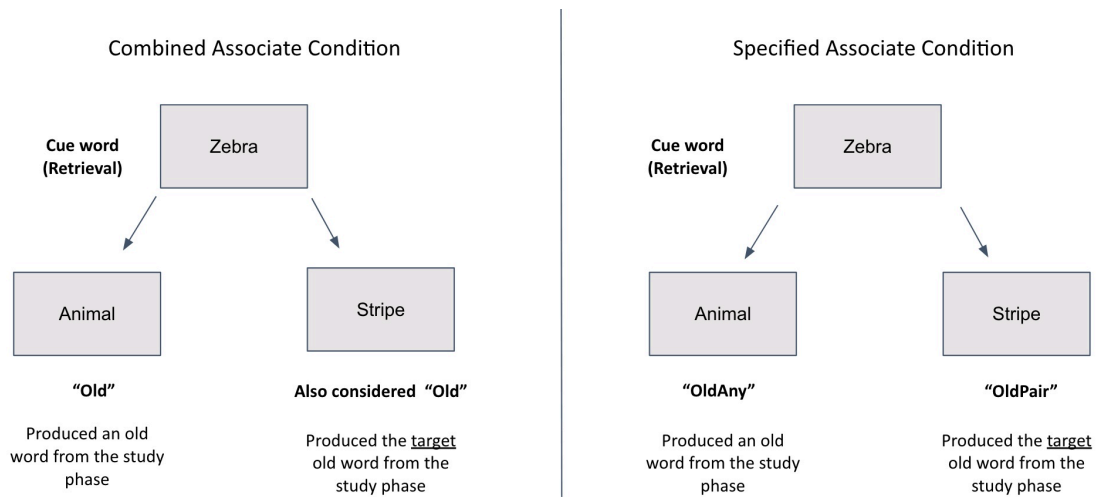 Combined Associate Condition
Cue word
(Retrieval)
Zebra
Animal
Stripe
“Old”
Also considered “Old”
Produced an old
word from the study
phase
Produced the target
old word from the
study phase
Specified Associate Condition
Cue word
(Retrieval)
Zebra
Animal
Stripe
“OldAny”
“OldPair”
Produced an old
word from the study
phase
Produced the target
old word from the
study phase